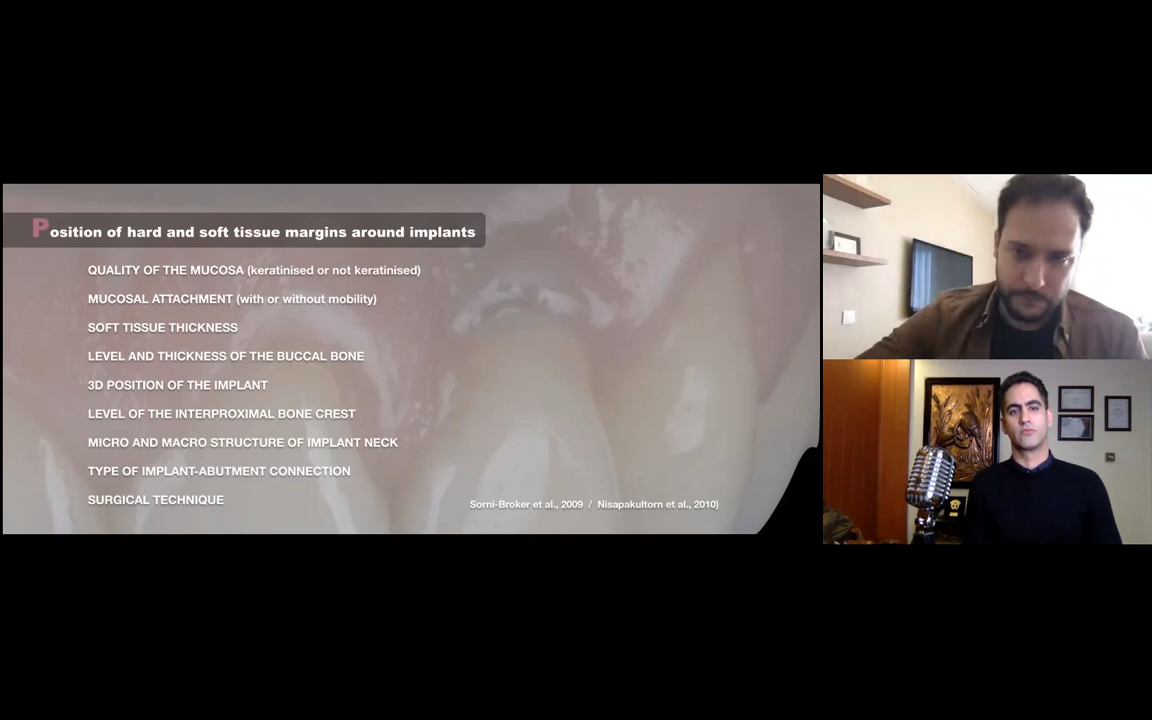 Position of hard and soft tissue margins around implants
QUALITY OF THE MUCOSA (keratinised or not keratinised)
MUCOSAL ATTACHMENT (with or without mobility)
SOFT TISSUE THICKNESS
LEVEL AND THICKNESS OF THE BUCCAL BONE
3D POSITION OF THE IMPLANT
LEVEL OF THE INTERPROXIMAL BONE CREST
MICRO AND MACRO STRUCTURE OF IMPLANT NECK
TYPE OF IMPLANT-ABUTMENT CONNECTION
SURGICAL TECHNIQUE
Sorni-Broker et al., 2009 / Nisapakultorn et al., 2010)